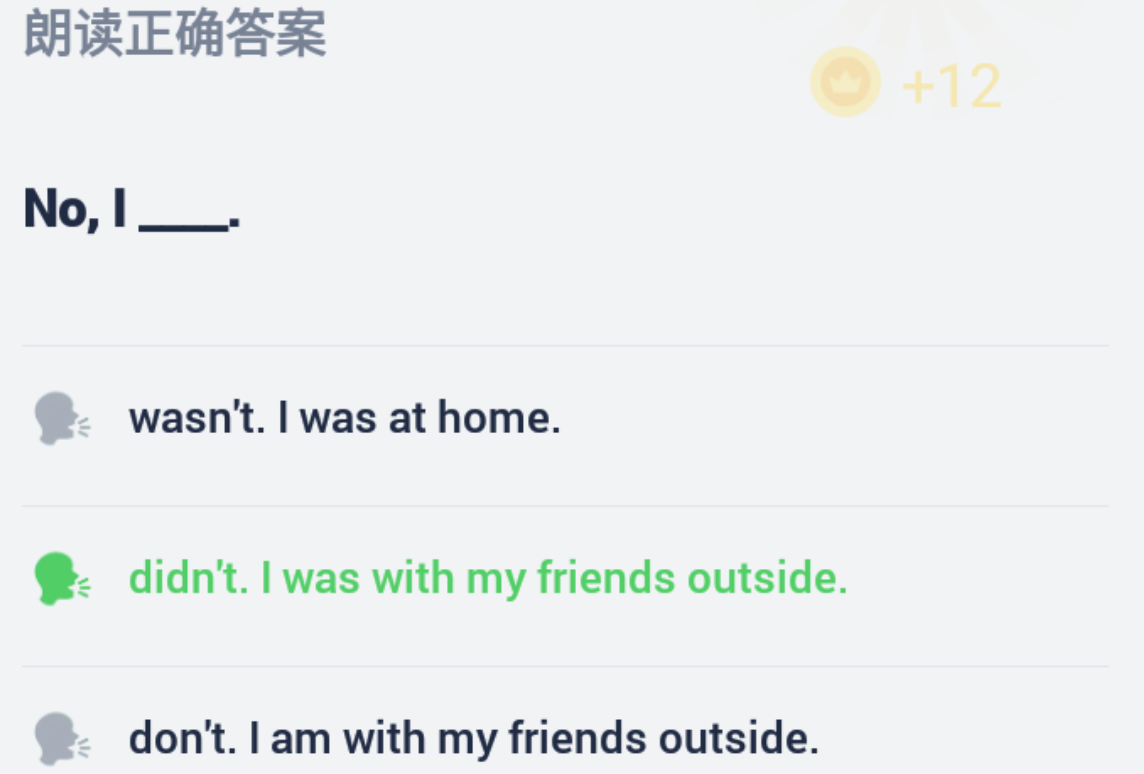 朗读正确答案
+12
No, I ____.
wasn't. I was at home.
didn't. I was with my friends outside.
don't. I am with my friends outside.